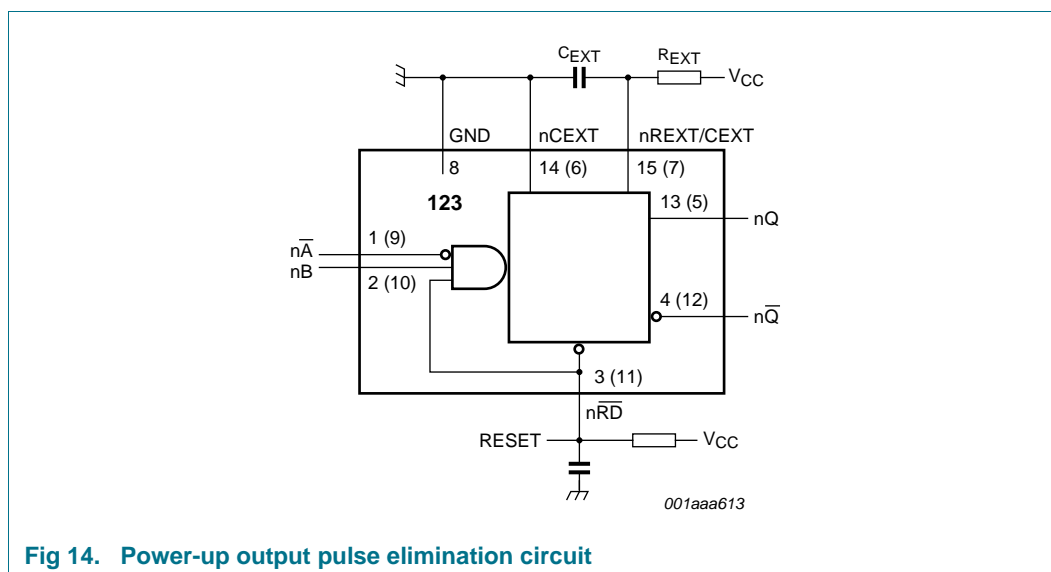 CEXT REXT
VCC
GND nCEXT nREXT/CEXT
8 14 (6) 15 (7)
123 13 (5) nQ
nA̅ 1 (9)
nB 2 (10)
4 (12) nQ̅
3 (11)
nR̅D̅
RESET VCC
001aaa613
Fig 14. Power-up output pulse elimination circuit